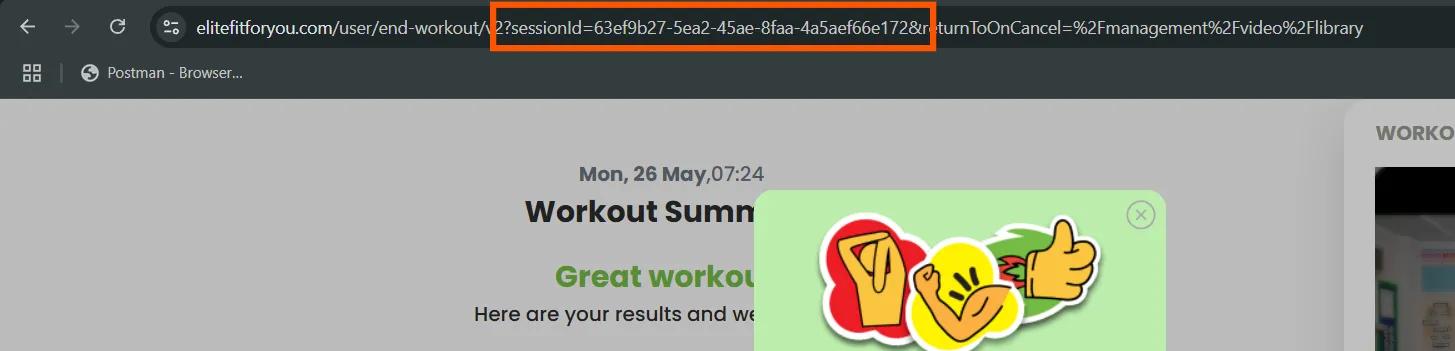 elitefitforyou.com/user/end-workout/v2?sessionId=63ef9b27-5ea2-45ae-8faa-4a5aef66e172&returnToOnCancel=%2Fmanagement%2Fvideo%2Flibrary
Postman - Browser...
WORKO
Mon, 26 May,07:24
Workout Summ
Great workou
Here are your results and we